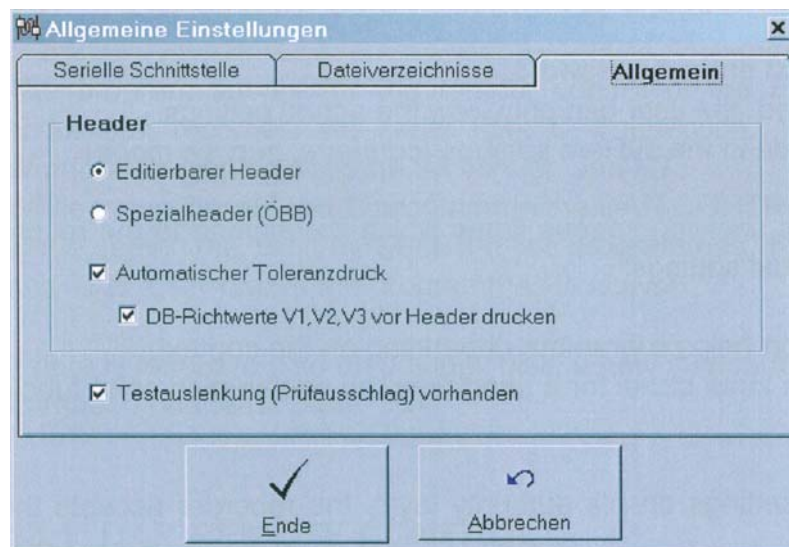 Allgemeine Einstellungen
Serielle Schnittstelle Dateiverzeichnisse Allgemein
Header
Editierbarer Header
Spezialheader (ÖBB)
Automatischer Toleranzdruck
DB-Richtwerte V1,V2,V3 vor Header drucken
Testauslenkung (Prüfausschlag) vorhanden
Ende Abbrechen